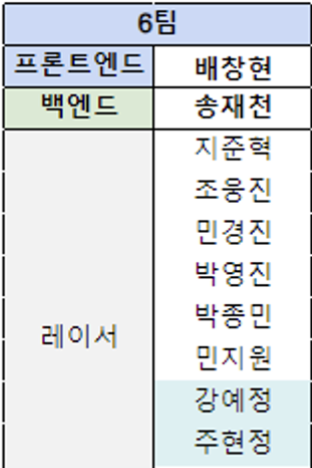 6팀
프론트엔드 배창현
백엔드 송재천
지준혁
조웅진
민경진
박영진
박종민
레이서
민지원
강예정
주현정